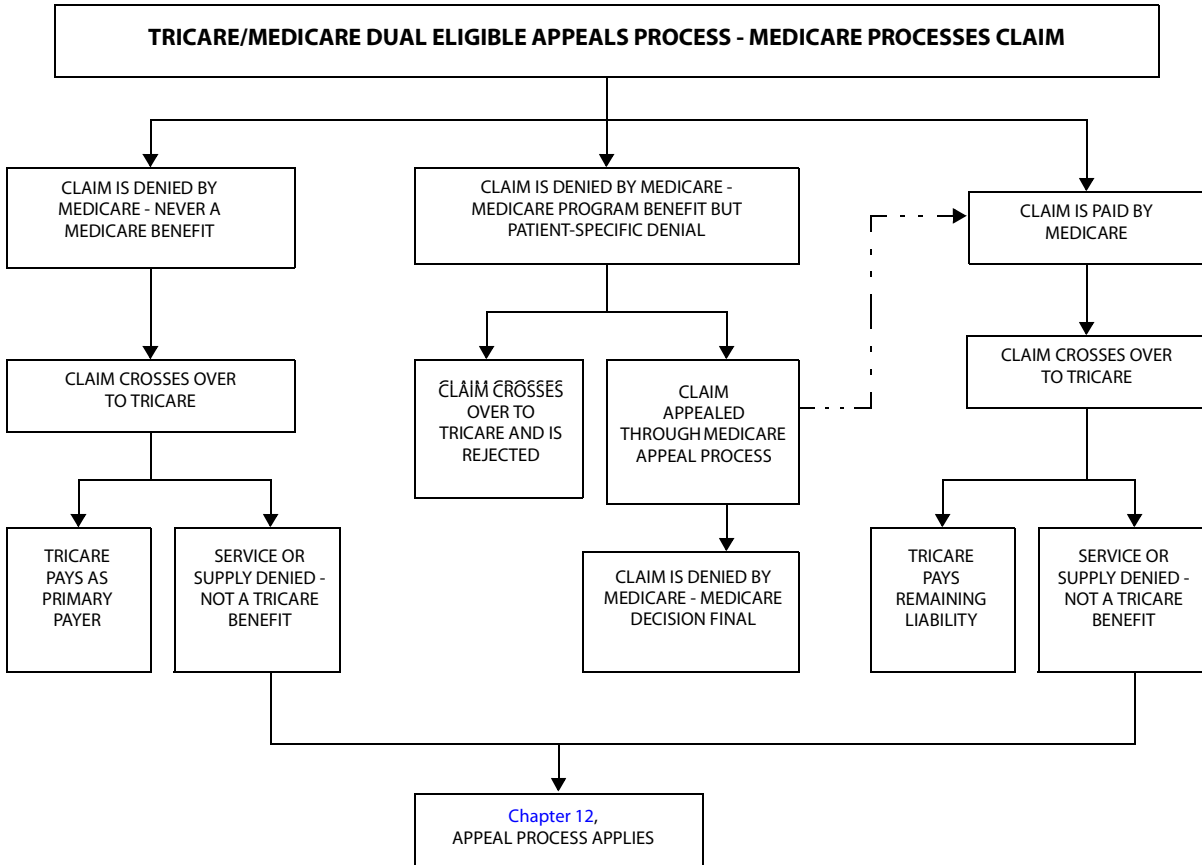 TRICARE/MEDICARE DUAL ELIGIBLE APPEALS PROCESS - MEDICARE PROCESSES CLAIM
CLAIM IS DENIED BY
MEDICARE - NEVER A
MEDICARE BENEFIT
CLAIM IS DENIED BY MEDICARE -
MEDICARE PROGRAM BENEFIT BUT
PATIENT-SPECIFIC DENIAL
CLAIM IS PAID BY
MEDICARE
CLAIM CROSSES OVER
TO TRICARE
CLAIM CROSSES
OVER TO
TRICARE AND IS
REJECTED
CLAIM
APPEALED
THROUGH MEDICARE
APPEAL PROCESS
CLAIM CROSSES OVER
TO TRICARE
TRICARE
PAYS AS
PRIMARY
PAYER
SERVICE OR
SUPPLY DENIED -
NOT A TRICARE
BENEFIT
CLAIM IS DENIED BY
MEDICARE - MEDICARE
DECISION FINAL
TRICARE
PAYS
REMAINING
LIABILITY
SERVICE OR
SUPPLY DENIED -
NOT A TRICARE
BENEFIT
Chapter 12,
APPEAL PROCESS APPLIES